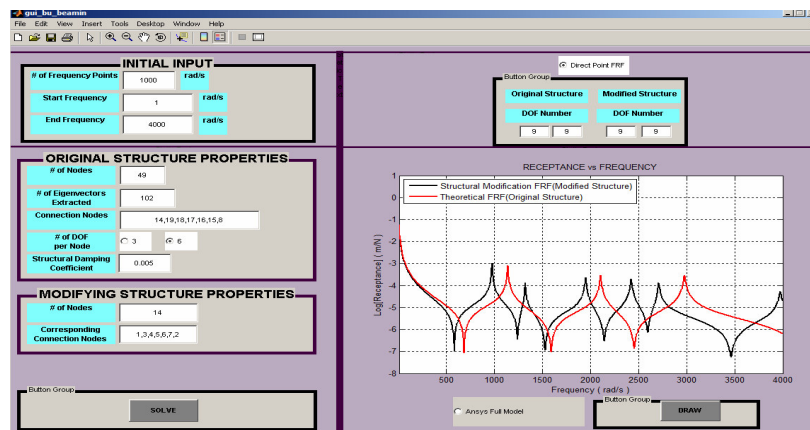 gui_bu_beamin
File Edit View Insert Tools Desktop Window Help
INITIAL INPUT
# of Frequency Points 1000 rad/s
Start Frequency 1 rad/s
End Frequency 4000 rad/s
ORIGINAL STRUCTURE PROPERTIES
# of Nodes 49
# of Eigenvectors
Extracted 102
Connection Nodes 14,19,18,17,16,15,8
# of DOF
per Node 3 6
Structural Damping
Coefficient 0.005
MODIFYING STRUCTURE PROPERTIES
# of Nodes 14
Corresponding
Connection Nodes 1,3,4,5,6,7,2
Button Group
SOLVE
Direct Point FRF
Button Group
Original Structure Modified Structure
DOF Number DOF Number
9 9 9 9
RECEPTANCE vs FREQUENCY
Structural Modification FRF(Modified Structure)
Theoretical FRF(Original Structure)
Log[Receptance] ( m/N )
1
0
-1
-2
-3
-4
-5
-6
-7
-8
500 1000 1500 2000 2500 3000 3500 4000
Frequency ( rad/s )
Ansys Full Model
Button Group
DRAW